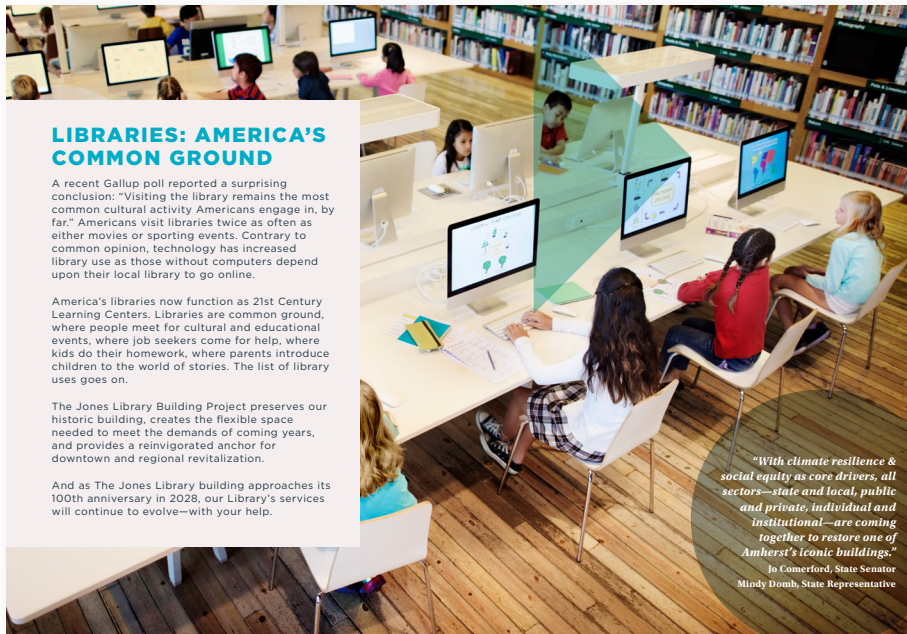 LIBRARIES: AMERICA'S
COMMON GROUND
A recent Gallup poll reported a surprising
conclusion: “Visiting the library remains the most
common cultural activity Americans engage in, by
far.” Americans visit libraries twice as often as
either movies or sporting events. Contrary to
common opinion, technology has increased
library use as those without computers depend
upon their local library to go online.
America's libraries now function as 21st Century
Learning Centers. Libraries are common ground,
where people meet for cultural and educational
events, where job seekers come for help, where
kids do their homework, where parents introduce
children to the world of stories. The list of library
uses goes on.
The Jones Library Building Project preserves our
historic building, creates the flexible space
needed to meet the demands of coming years,
and provides a reinvigorated anchor for
downtown and regional revitalization.
And as The Jones Library building approaches its
100th anniversary in 2028, our Library's services
will continue to evolve—with your help.
“With climate resilience &
social equity as core drivers, all
sectors—state and local, public
and private, individual and
institutional—are coming
together to restore one of
Amherst's iconic buildings.”
Jo Comerford, State Senator
Mindy Domb, State Representative
Photography